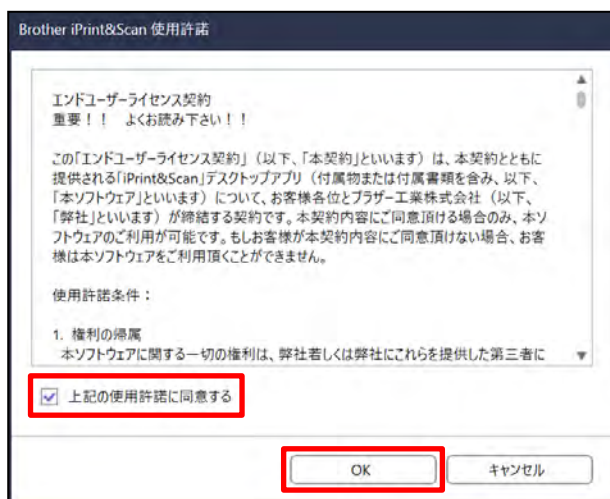 Brother iPrint&Scan 使用許諾
エンドユーザーライセンス契約
重要！！　よくお読み下さい！！
この「エンドユーザーライセンス契約」（以下、「本契約」といいます）は、本契約とともに
提供される「iPrint&Scan」デスクトップアプリ（付属物または付属書類を含み、以下、
「本ソフトウェア」といいます）について、お客様各位とブラザー工業株式会社（以下、
「弊社」といいます）が締結する契約です。本契約内容にご同意頂ける場合のみ、本ソ
フトウェアのご利用が可能です。もしお客様が本契約内容にご同意頂けない場合、お客
様は本ソフトウェアをご利用頂くことができません。
使用許諾条件：
1. 権利の帰属
本ソフトウェアに関する一切の権利は、弊社若しくは弊社にこれらを提供した第三者に
上記の使用許諾に同意する
OK
キャンセル